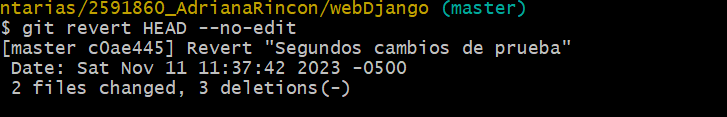 ntarias/2591860_AdrianaRincon/webDjango (master)
$ git revert HEAD --no-edit
[master c0ae445] Revert "Segundos cambios de prueba"
 Date: Sat Nov 11 11:37:42 2023 -0500
 2 files changed, 3 deletions(-)